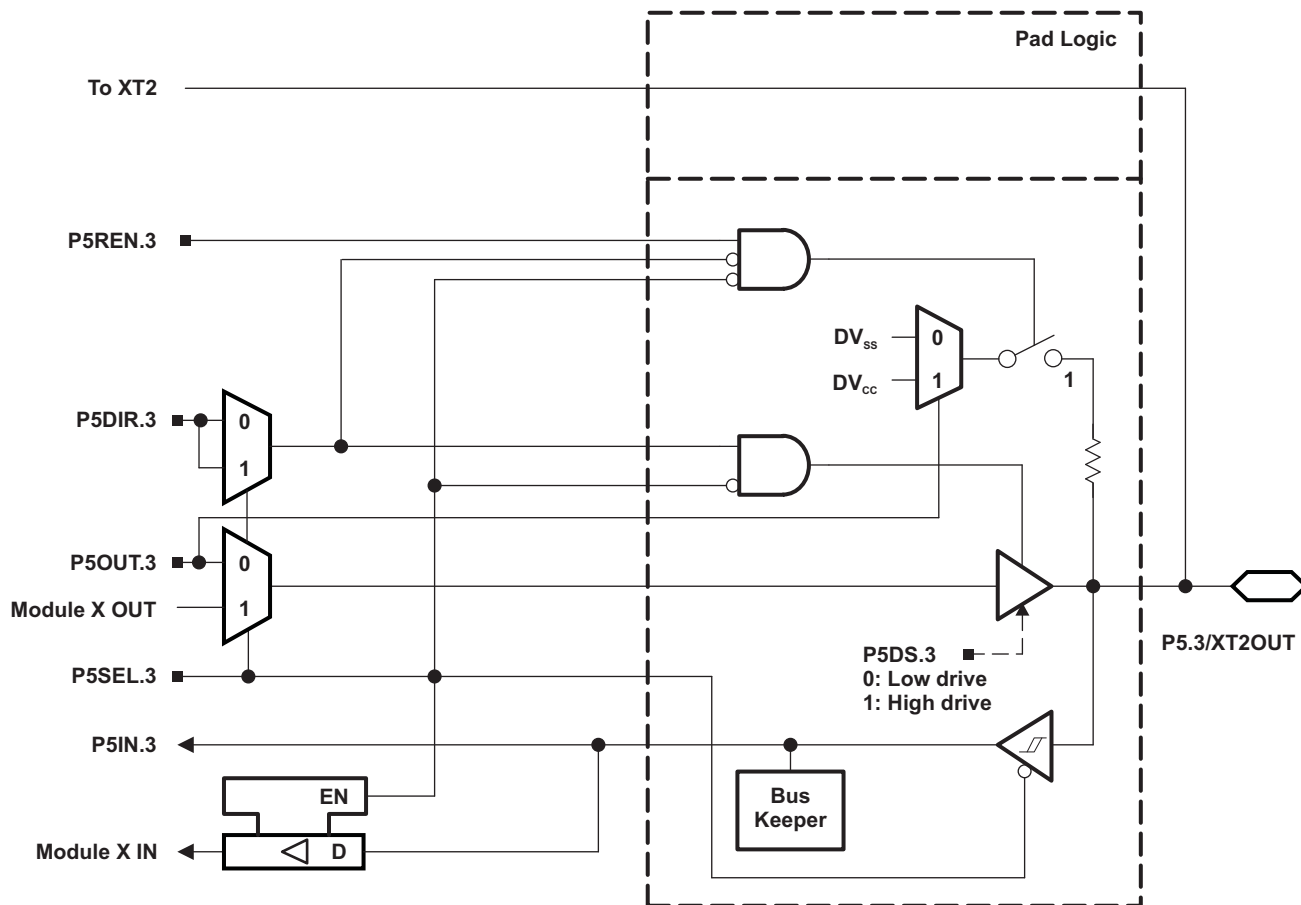 Pad Logic
To XT2
P5REN.3
DVSS
0
DVCC
1
1
P5DIR.3
0
1
P5OUT.3
0
Module X OUT
1
P5DS.3
0: Low drive
1: High drive
P5.3/XT2OUT
P5SEL.3
P5IN.3
EN
Bus
Keeper
Module X IN
D